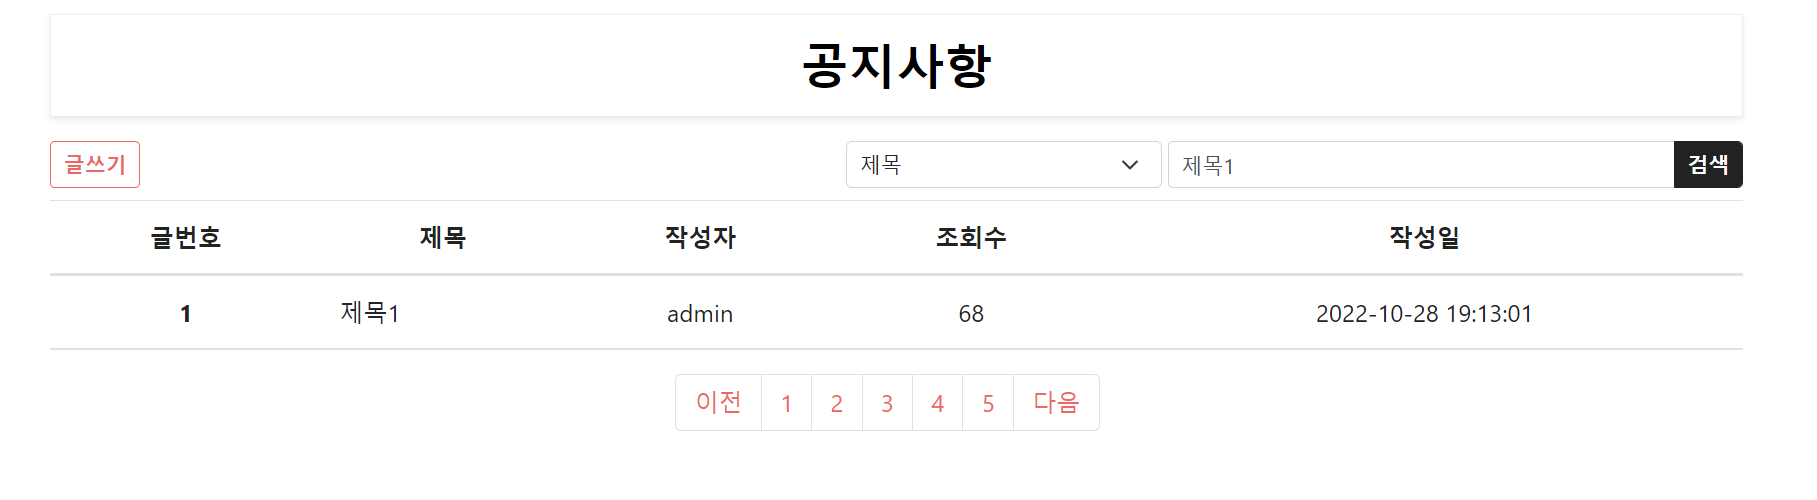 공지사항
글쓰기 제목 제목1 검색
글번호 제목 작성자 조회수 작성일
1 제목1 admin 68 2022-10-28 19:13:01
이전 1 2 3 4 5 다음